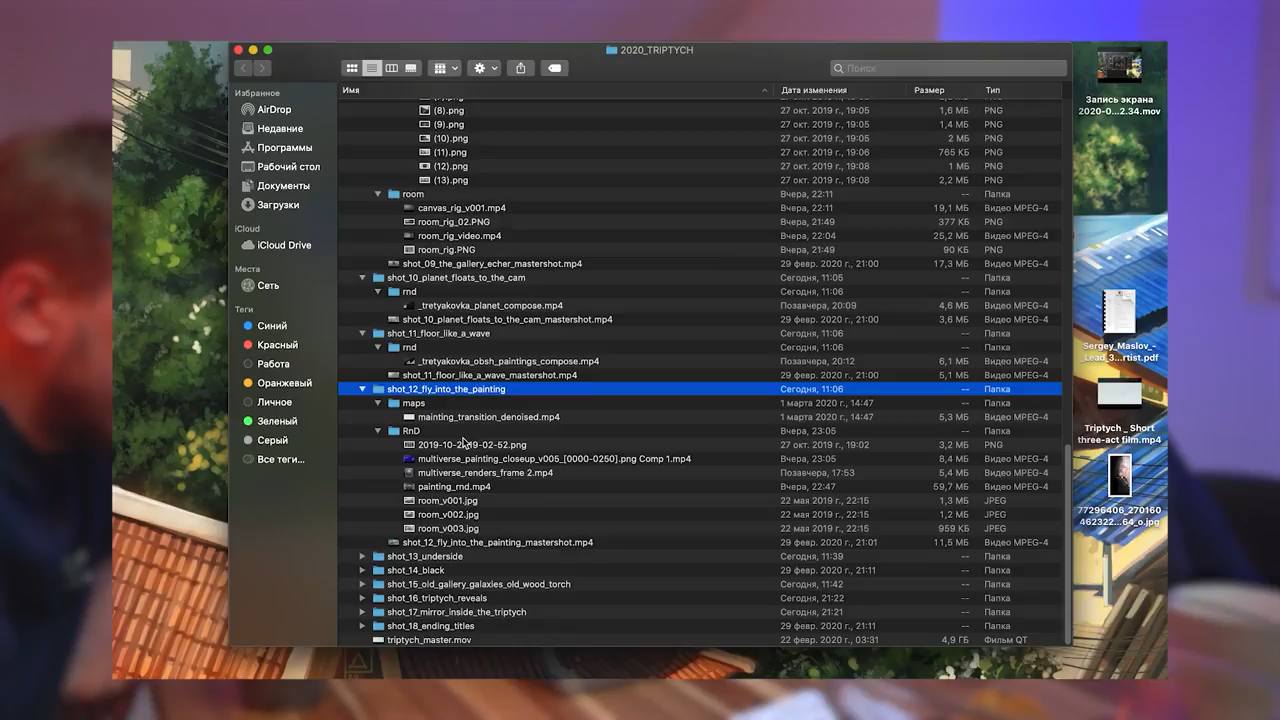 2020_TRIPTYCH
Поиск
Имя
Дата изменения
Размер
Тип
Избранное
AirDrop
Недавние
Программы
Рабочий стол
Документы
Загрузки
iCloud
iCloud Drive
Места
Сеть
Теги
Синий
Красный
Работа
Оранжевый
Личное
Зеленый
Серый
Все теги...
(8).png 27 окт. 2019, 19:05 1,6 МБ PNG
(9).png 27 окт. 2019, 19:05 1,4 МБ PNG
(10).png 27 окт. 2019, 19:05 2 МБ PNG
(11).png 27 окт. 2019, 19:06 765 КБ PNG
(12).png 27 окт. 2019, 19:08 1 МБ PNG
(13).png 27 окт. 2019, 19:08 2,2 МБ PNG
room Вчера, 22:11 -- Папка
canvas_rig_v001.mp4 Вчера, 22:11 19,1 МБ Видео MPEG-4
room_rig_02.PNG Вчера, 21:49 377 КБ PNG
room_rig_video.mp4 Вчера, 22:04 25,2 МБ Видео MPEG-4
room_rig.PNG Вчера, 21:49 90 КБ PNG
shot_09_the_gallery_echer_mastershot.mp4 29 февр. 2020 г., 21:00 17,3 МБ Видео MPEG-4
shot_10_planet_floats_to_the_cam Сегодня, 11:05 -- Папка
rnd Сегодня, 11:06 -- Папка
_tretyakovka_planet_compose.mp4 Позавчера, 20:09 4,6 МБ Видео MPEG-4
shot_10_planet_floats_to_the_cam_mastershot.mp4 29 февр. 2020 г., 21:00 3,6 МБ Видео MPEG-4
shot_11_floor_like_a_wave Сегодня, 11:06 -- Папка
rnd Сегодня, 11:06 -- Папка
_tretyakovka_obsh_paintings_compose.mp4 Позавчера, 20:12 6,1 МБ Видео MPEG-4
shot_11_floor_like_a_wave_mastershot.mp4 29 февр. 2020 г., 21:00 5,1 МБ Видео MPEG-4
shot_12_fly_into_the_painting Сегодня, 11:06 -- Папка
maps 1 марта 2020 г., 14:47 -- Папка
mainting_transition_denoised.mp4 1 марта 2020 г., 14:47 5,3 МБ Видео MPEG-4
RnD Вчера, 23:05 -- Папка
27 окт. 2019, 19:02 3,2 МБ PNG
multiverse_painting_closeup_v005_[0000-0250].png Comp 1.mp4 Вчера, 23:05 8,4 МБ Видео MPEG-4
multiverse_renders_frame 2.mp4 Позавчера, 17:53 5,4 МБ Видео MPEG-4
painting_rnd.mp4 Вчера, 22:47 59,7 МБ Видео MPEG-4
room_v001.jpg 22 мая 2019 г., 22:15 1,3 МБ JPEG
room_v002.jpg 22 мая 2019 г., 22:15 1,2 МБ JPEG
room_v003.jpg 22 мая 2019 г., 22:15 959 КБ JPEG
shot_12_fly_into_the_painting_mastershot.mp4 29 февр. 2020 г., 21:01 11,5 МБ Видео MPEG-4
shot_13_underside Сегодня, 11:39 -- Папка
shot_14_black 29 февр. 2020 г., 21:11 -- Папка
shot_15_old_gallery_galaxies_old_wood_torch Сегодня, 11:42 -- Папка
shot_16_triptych_reveals Сегодня, 21:22 -- Папка
shot_17_mirror_inside_the_triptych Сегодня, 21:21 -- Папка
shot_18_ending_titles 29 февр. 2020 г., 21:11 -- Папка
triptych_master.mov 22 февр. 2020 г., 03:31 4,9 ГБ Фильм QT
Запись экрана
2020-0...2.34.mov
Sergey_Maslov_-
_Lead_3...rtist.pdf
Triptych _ Short
three-act film.mp4
77296406_270160
462322...64_o.jpg